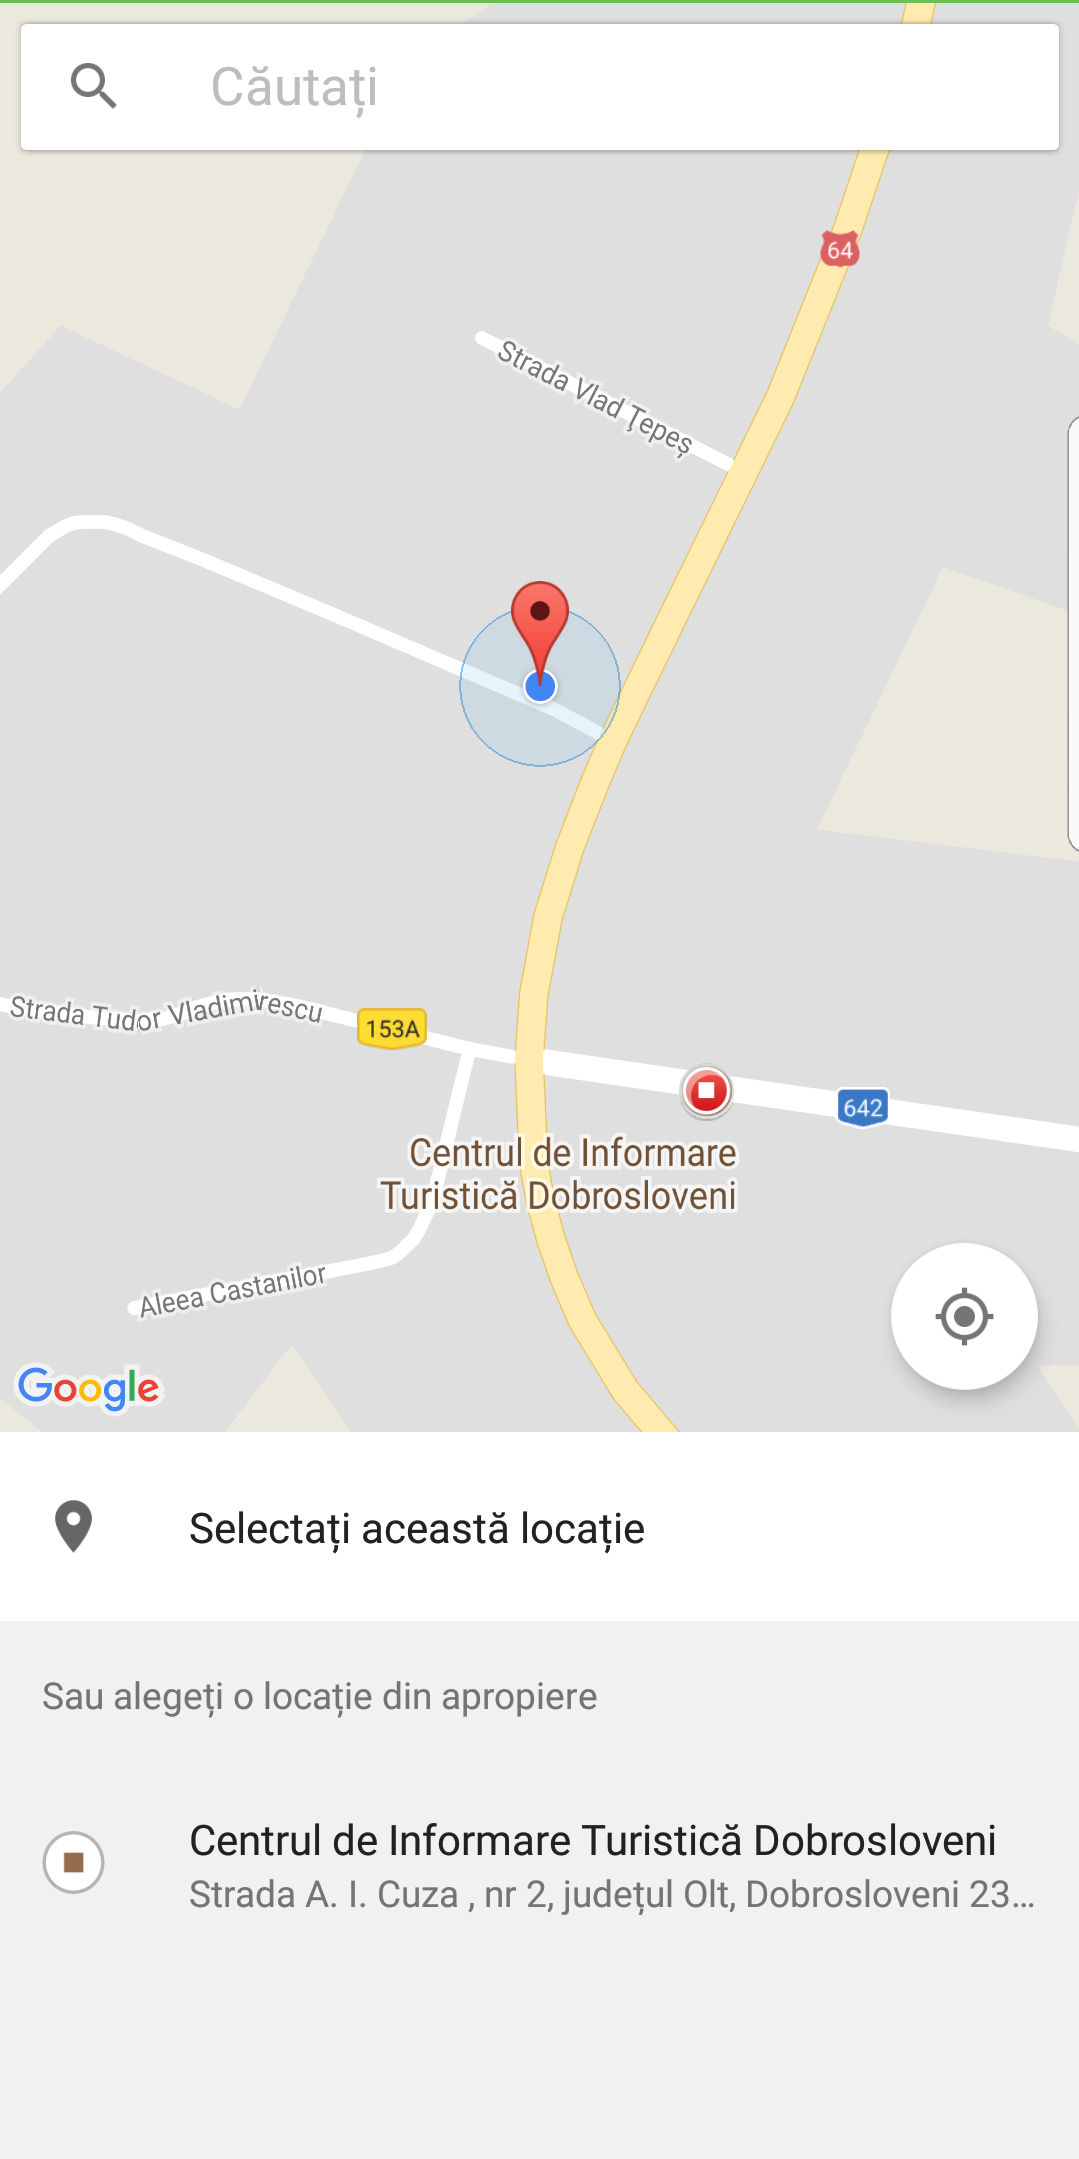 Căutați
64
Strada Vlad Țepeș
Strada Tudor Vladimirescu
153A
642
Centrul de Informare
Turistică Dobrosloveni
Aleea Castanilor
Google
Selectați această locație
Sau alegeți o locație din apropiere
Centrul de Informare Turistică Dobrosloveni
Strada A. I. Cuza , nr 2, județul Olt, Dobrosloveni 23...